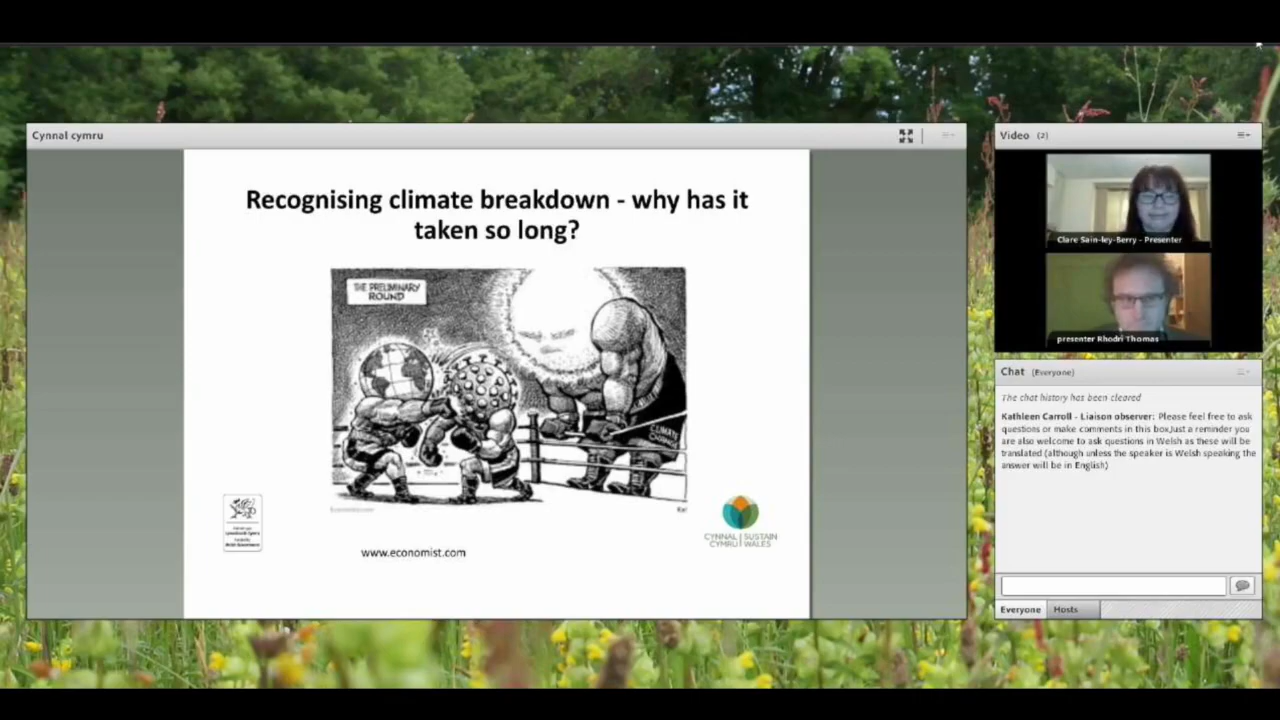 Cynnal cymru
Recognising climate breakdown - why has it
taken so long?
THE PRELIMINARY
ROUND
CLIMATE
CHANGE
Economist.com
Kal
www.economist.com
CYNNAL | SUSTAIN
CYMRU | WALES
Video (2)
Clare Sain-ley-Berry - Presenter
presenter Rhodri Thomas
Chat (Everyone)
The chat history has been cleared
Kathleen Carroll - Liaison observer: Please feel free to ask
questions or make comments in this box.Just a reminder you
are also welcome to ask questions in Welsh as these will be
translated (although unless the speaker is Welsh speaking the
answer will be in English)
Everyone
Hosts